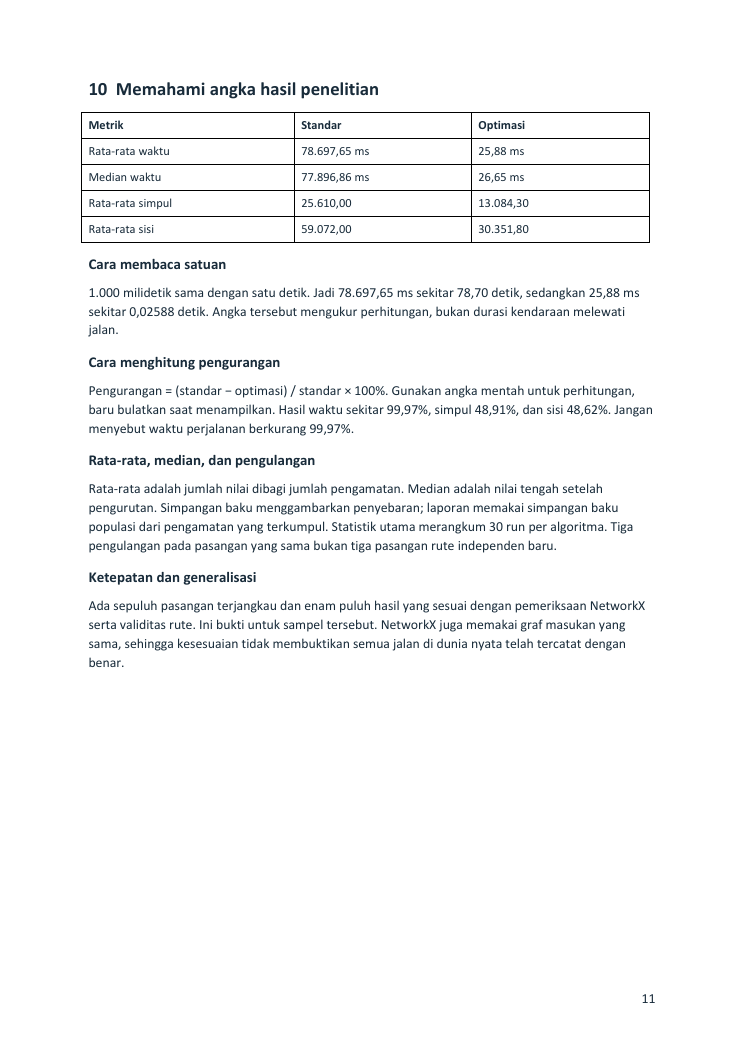 10 Memahami angka hasil penelitian
Metrik Standar Optimasi
Rata-rata waktu 78.697,65 ms 25,88 ms
Median waktu 77.896,86 ms 26,65 ms
Rata-rata simpul 25.610,00 13.084,30
Rata-rata sisi 59.072,00 30.351,80
Cara membaca satuan
1.000 milidetik sama dengan satu detik. Jadi 78.697,65 ms sekitar 78,70 detik, sedangkan 25,88 ms
sekitar 0,02588 detik. Angka tersebut mengukur perhitungan, bukan durasi kendaraan melewati
jalan.
Cara menghitung pengurangan
Pengurangan = (standar − optimasi) / standar × 100%. Gunakan angka mentah untuk perhitungan,
baru bulatkan saat menampilkan. Hasil waktu sekitar 99,97%, simpul 48,91%, dan sisi 48,62%. Jangan
menyebut waktu perjalanan berkurang 99,97%.
Rata-rata, median, dan pengulangan
Rata-rata adalah jumlah nilai dibagi jumlah pengamatan. Median adalah nilai tengah setelah
pengurutan. Simpangan baku menggambarkan penyebaran; laporan memakai simpangan baku
populasi dari pengamatan yang terkumpul. Statistik utama merangkum 30 run per algoritma. Tiga
pengulangan pada pasangan yang sama bukan tiga pasangan rute independen baru.
Ketepatan dan generalisasi
Ada sepuluh pasangan terjangkau dan enam puluh hasil yang sesuai dengan pemeriksaan NetworkX
serta validitas rute. Ini bukti untuk sampel tersebut. NetworkX juga memakai graf masukan yang
sama, sehingga kesesuaian tidak membuktikan semua jalan di dunia nyata telah tercatat dengan
benar.
11